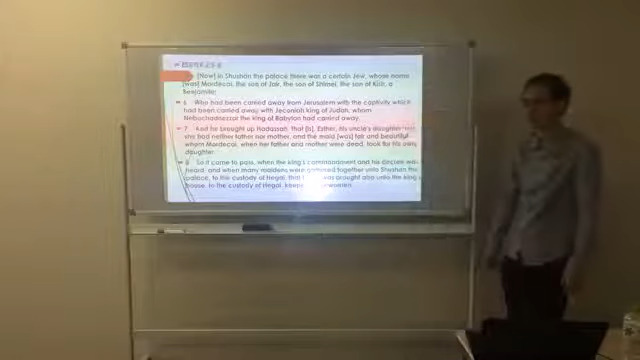 ESTHER 2:5-8
[Now] in Shushan the palace there was a certain Jew, whose name
[was] Mordecai, the son of Jair, the son of Shimei, the son of Kish, a
Benjamite;
6 Who had been carried away from Jerusalem with the captivity which
had been carried away with Jeconiah king of Judah, whom
Nebuchadnezzar the king of Babylon had carried away.
7 And he brought up Hadassah, that [is], Esther, his uncle's daughter
she had neither father nor mother, and the maid [was] fair and beautiful
whom Mordecai, when her father and mother were dead, took for his own
daughter.
8 So it came to pass, when the king's commandment and his decree was
heard, and when many maidens were gathered together unto Shushan the
palace, to the custody of Hegai, that was brought also unto the king
house, to the custody of Hegai, women.